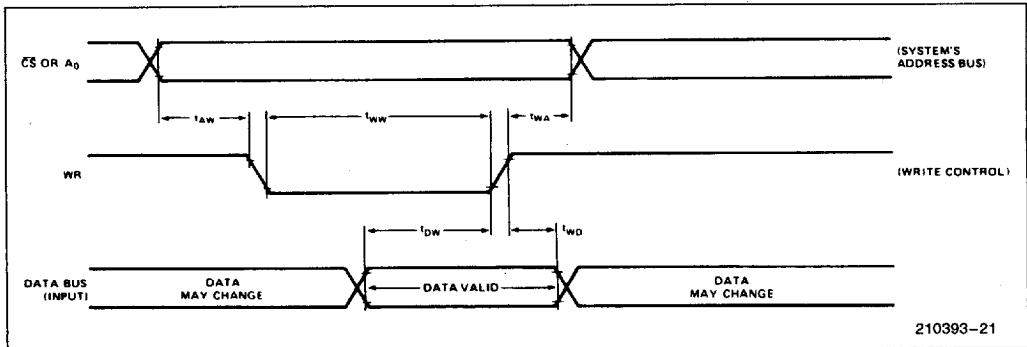 CS OR A0
(SYSTEM'S
ADDRESS BUS)
tAW
tWW
tWA
WR
(WRITE CONTROL)
tDW
tWD
DATA BUS
(INPUT)
DATA
MAY CHANGE
DATA VALID
DATA
MAY CHANGE
210393–21